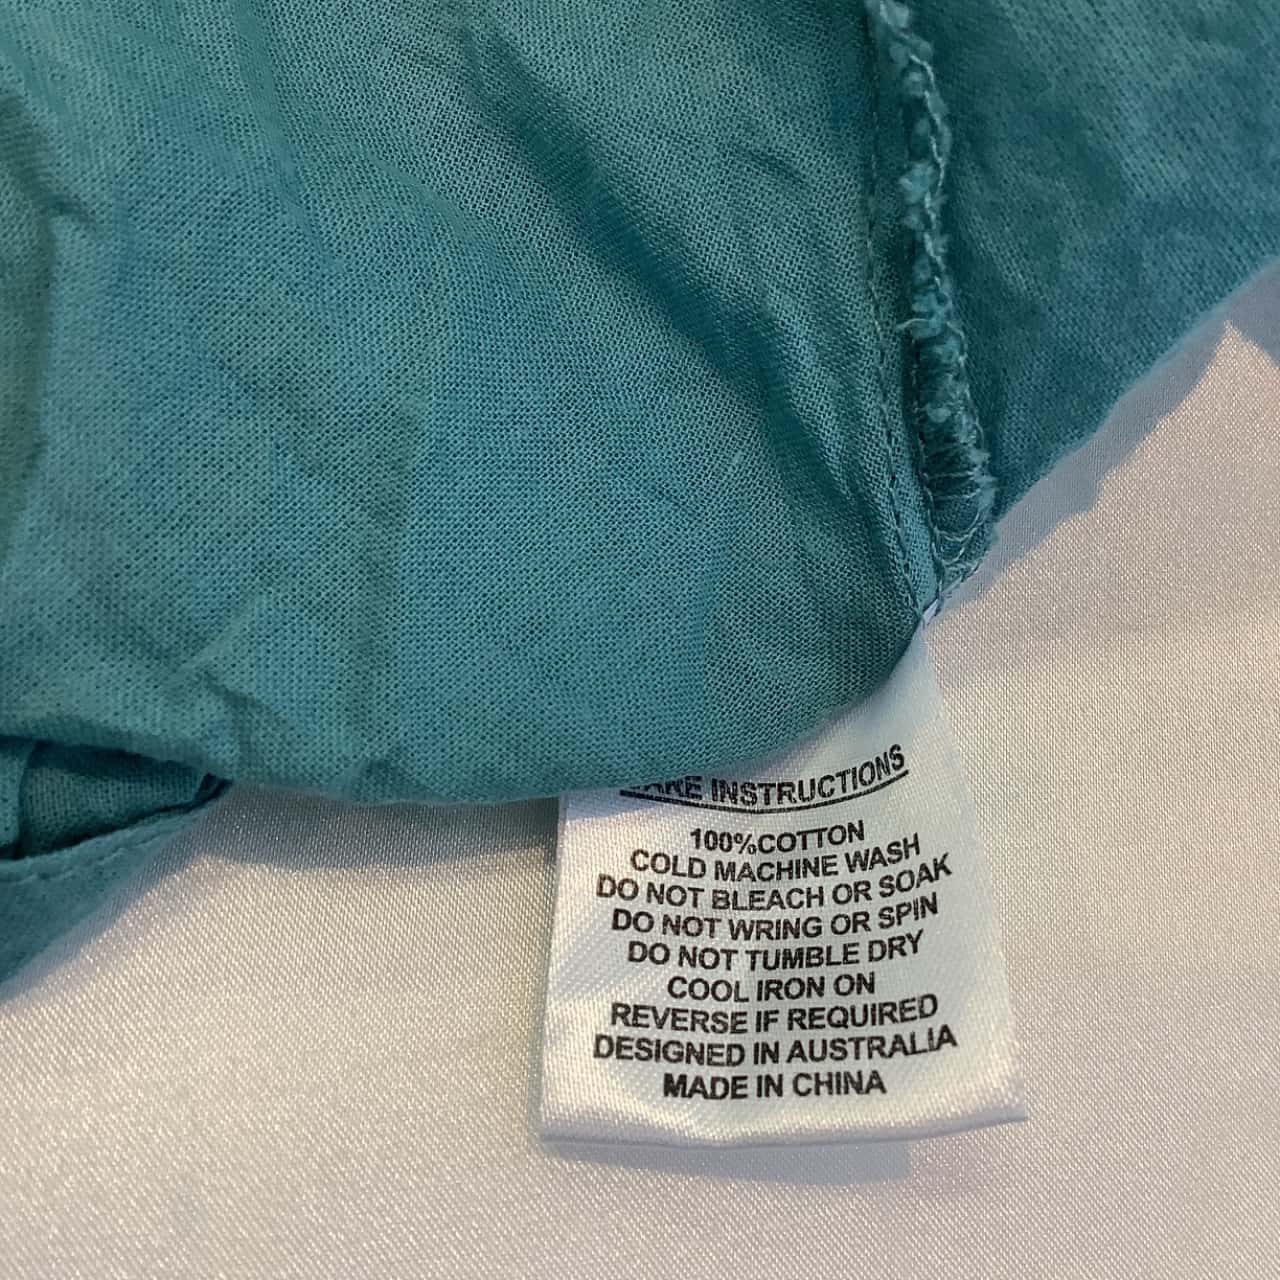 CARE INSTRUCTIONS
100%COTTON
COLD MACHINE WASH
DO NOT BLEACH OR SOAK
DO NOT WRING OR SPIN
DO NOT TUMBLE DRY
COOL IRON ON
REVERSE IF REQUIRED
DESIGNED IN AUSTRALIA
MADE IN CHINA